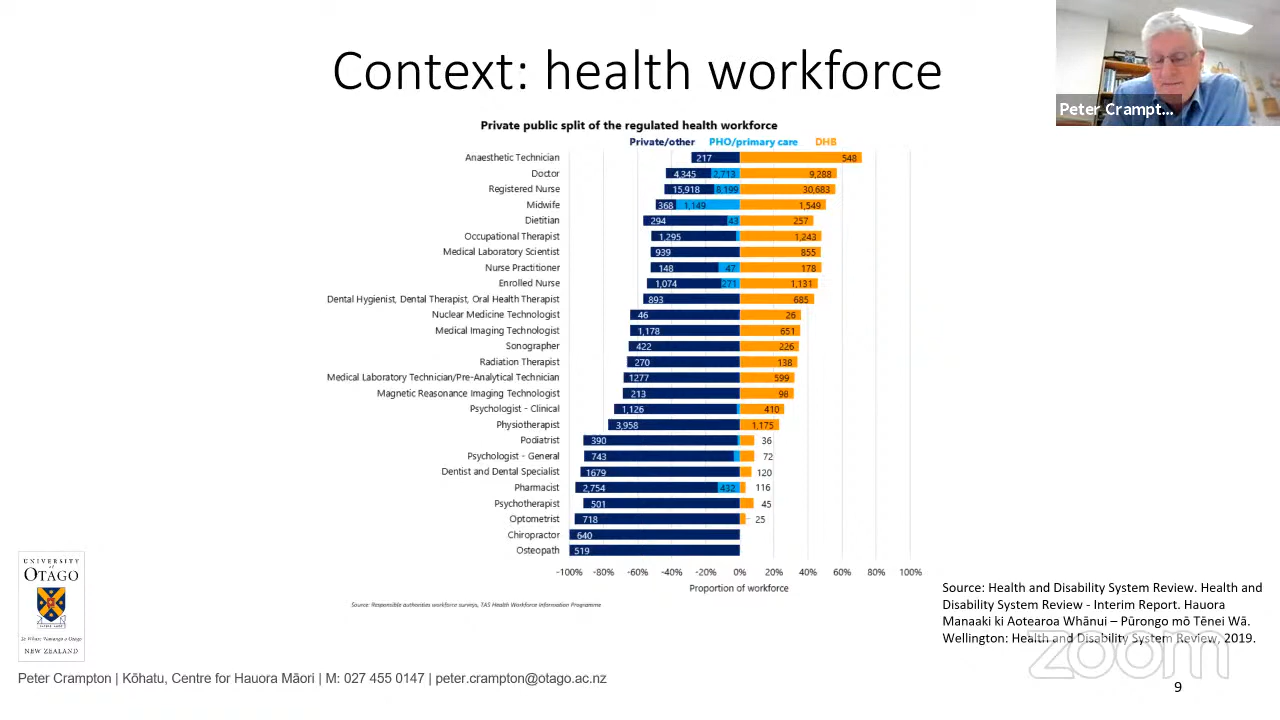 Context: health workforce
Peter Crampt...
Private public split of the regulated health workforce
Private/other PHO/primary care DHB
Anaesthetic Technician 217 548
Doctor 4,345 2,713 9,288
Registered Nurse 15,918 8,199 30,683
Midwife 368 1,149 1,549
Dietitian 294 43 257
Occupational Therapist 1,295 1,243
Medical Laboratory Scientist 939 855
Nurse Practitioner 148 47 178
Enrolled Nurse 1,074 271 1,131
Dental Hygienist, Dental Therapist, Oral Health Therapist 893 685
Nuclear Medicine Technologist 46 26
Medical Imaging Technologist 1,178 651
Sonographer 422 226
Radiation Therapist 270 138
Medical Laboratory Technician/Pre-Analytical Technician 1277 599
Magnetic Reasonance Imaging Technologist 213 98
Psychologist - Clinical 1,126 410
Physiotherapist 3,958 1,175
Podiatrist 390 36
Psychologist - General 743 72
Dentist and Dental Specialist 1679 120
Pharmacist 2,754 432 116
Psychotherapist 501 45
Optometrist 718 25
Chiropractor 640
Osteopath 519
-100% -80% -60% -40% -20% 0% 20% 40% 60% 80% 100%
Proportion of workforce
Source: Responsible authorities workforce surveys, TAS Health Workforce Information Programme
Source: Health and Disability System Review. Health and
Disability System Review - Interim Report. Hauora
Manaaki ki Aotearoa Whānui – Pūrongo mō Tēnei Wā.
Wellington: Health and Disability System Review, 2019.
UNIVERSITY
of
OTAGO
Te Whare Wānanga o Otāgo
NEW ZEALAND
zoom
Peter Crampton | Kōhatu, Centre for Hauora Māori | M: 027 455 0147 | peter.crampton@otago.ac.nz
9